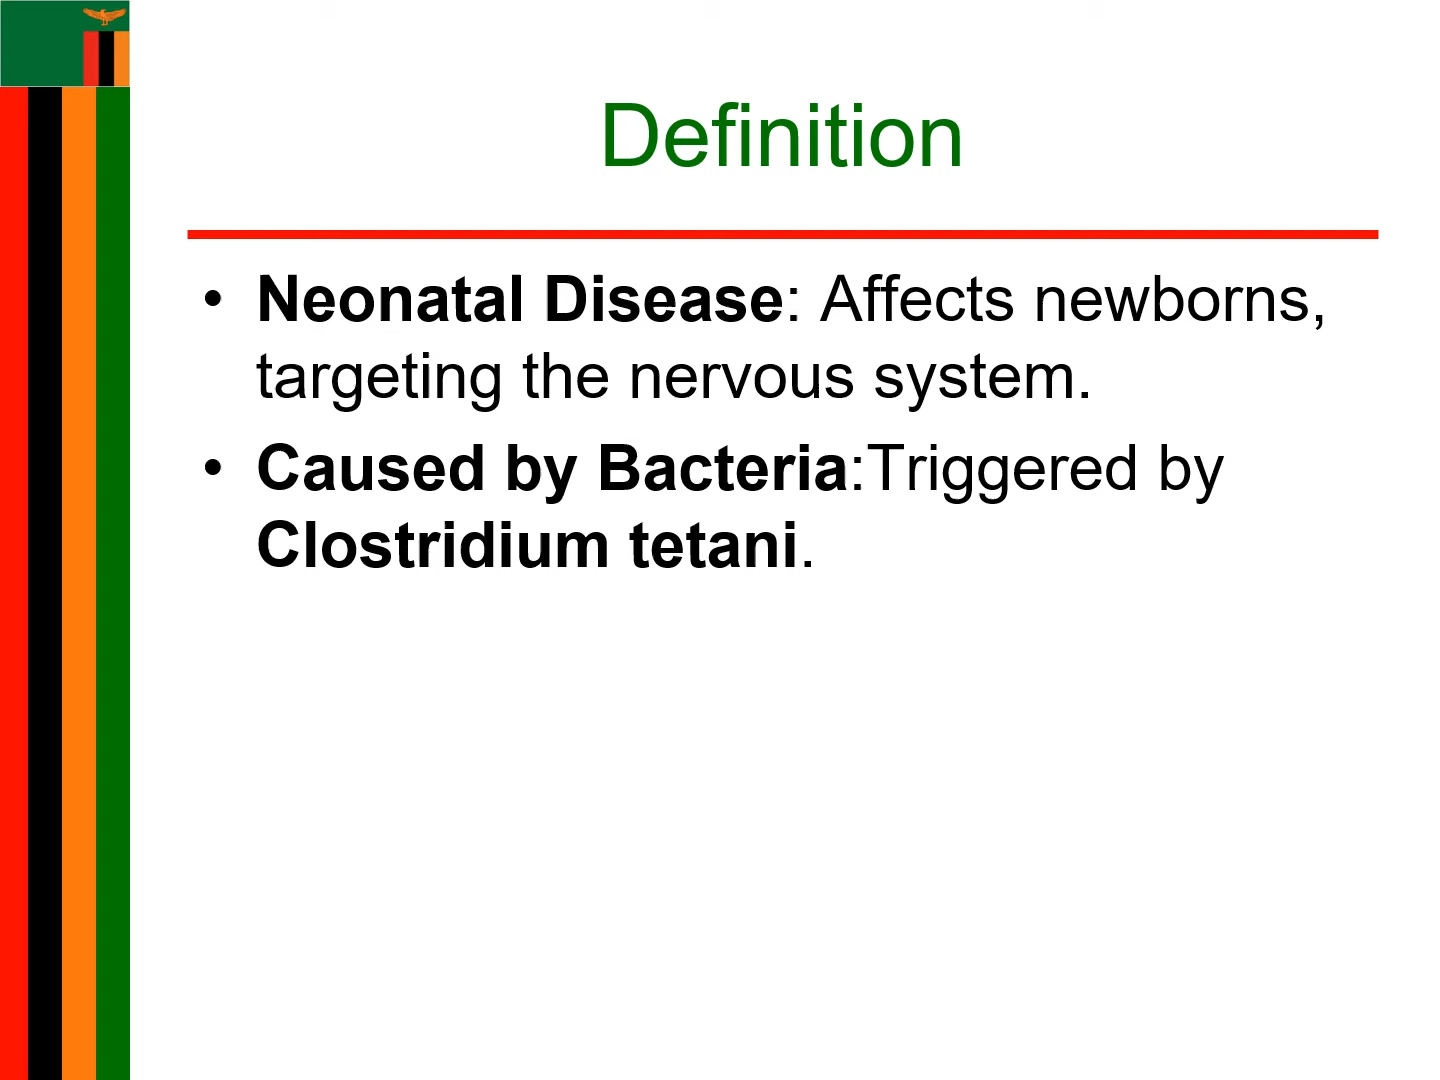 Definition
• Neonatal Disease: Affects newborns,
targeting the nervous system.
• Caused by Bacteria:Triggered by
Clostridium tetani.